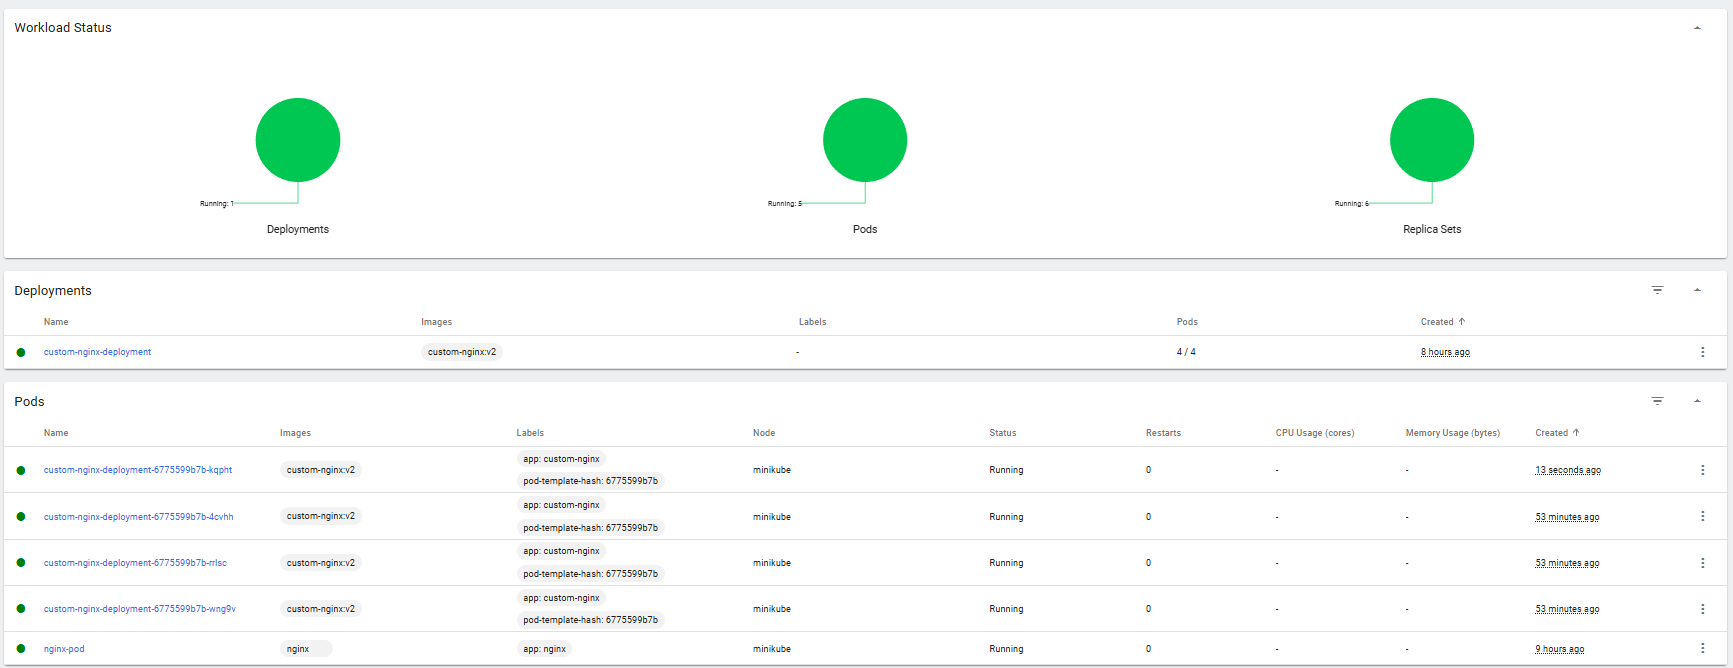 Workload Status
Running: 1
Running: 5
Running: 6
Deployments
Pods
Replica Sets
Deployments
Name Images Labels Pods Created
custom-nginx-deployment custom-nginx:v2 - 4 / 4 8 hours ago
Pods
Name Images Labels Node Status Restarts CPU Usage (cores) Memory Usage (bytes) Created
custom-nginx-deployment-6775599b7b-kqpht custom-nginx:v2 app: custom-nginx minikube Running 0 - - 13 seconds ago
pod-template-hash: 6775599b7b
custom-nginx-deployment-6775599b7b-4cvhh custom-nginx:v2 app: custom-nginx minikube Running 0 - - 53 minutes ago
pod-template-hash: 6775599b7b
custom-nginx-deployment-6775599b7b-rrlsc custom-nginx:v2 app: custom-nginx minikube Running 0 - - 53 minutes ago
pod-template-hash: 6775599b7b
custom-nginx-deployment-6775599b7b-wng9v custom-nginx:v2 app: custom-nginx minikube Running 0 - - 53 minutes ago
pod-template-hash: 6775599b7b
nginx-pod nginx app: nginx minikube Running 0 - - 9 hours ago